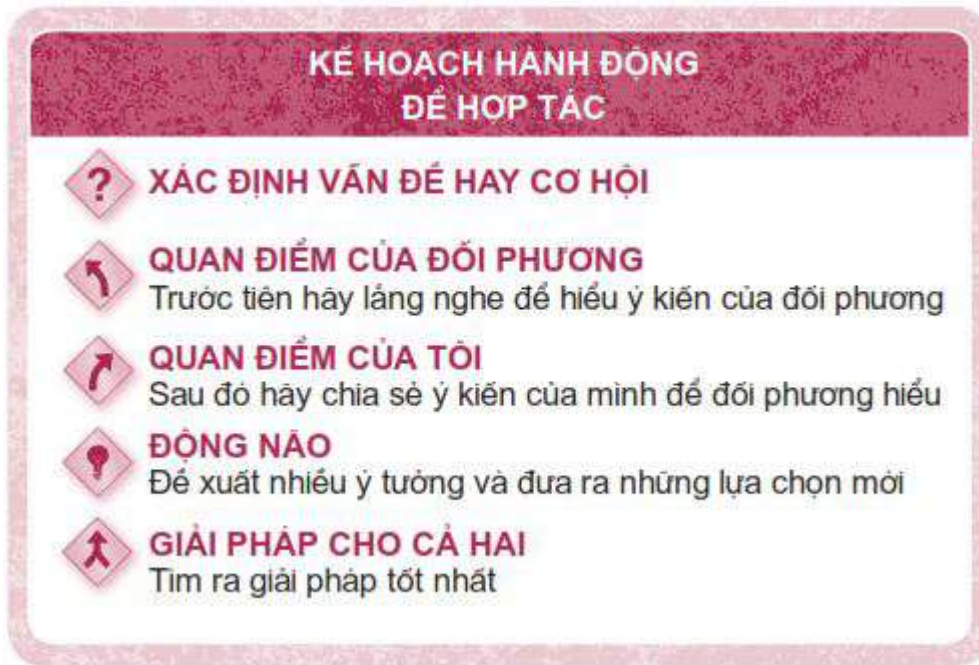 KẾ HOẠCH HÀNH ĐỘNG
ĐỂ HỢP TÁC
? XÁC ĐỊNH VẤN ĐỀ HAY CƠ HỘI
QUAN ĐIỂM CỦA ĐỐI PHƯƠNG
Trước tiên hãy lắng nghe để hiểu ý kiến của đối phương
QUAN ĐIỂM CỦA TÔI
Sau đó hãy chia sẻ ý kiến của mình để đối phương hiểu
ĐỘNG NÃO
Đề xuất nhiều ý tưởng và đưa ra những lựa chọn mới
GIẢI PHÁP CHO CẢ HAI
Tìm ra giải pháp tốt nhất